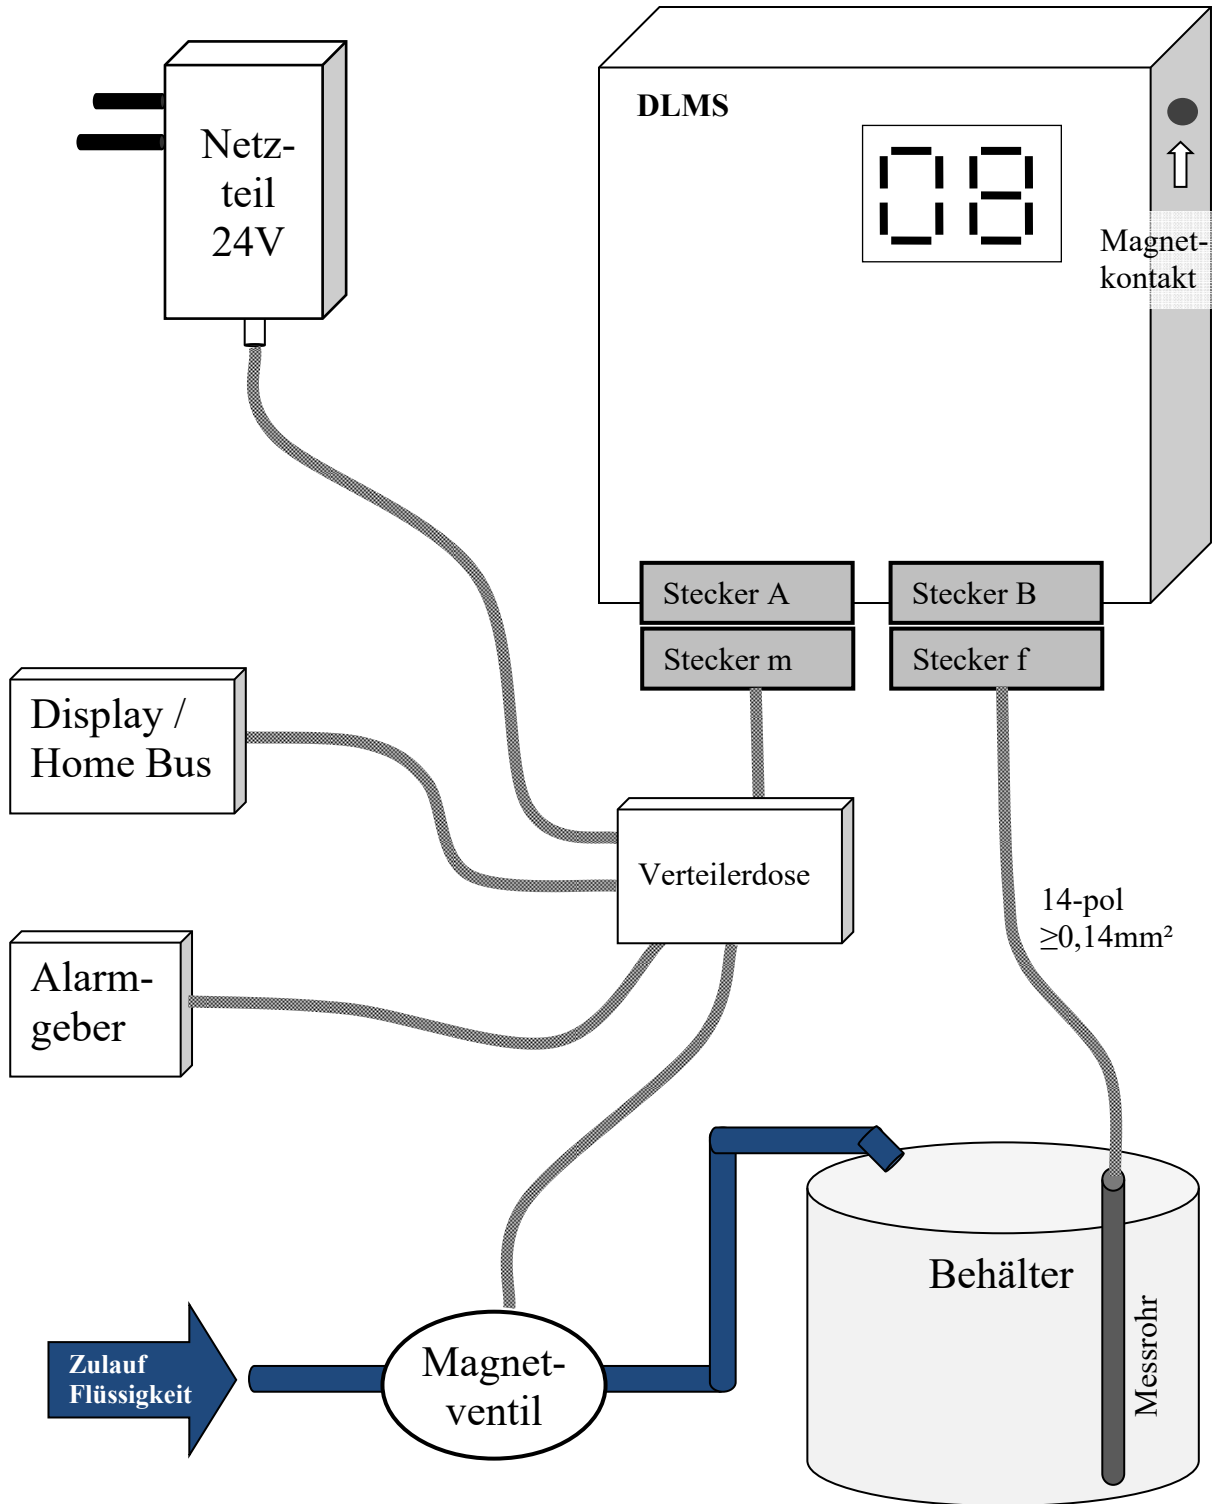 DLMS
08
Netz-
teil
24V
Magnet-
kontakt
Stecker A
Stecker B
Stecker m
Stecker f
Display /
Home Bus
Verteilerdose
14-pol
≥0,14mm²
Alarm-
geber
Behälter
Messrohr
Zulauf
Flüssigkeit
Magnet-
ventil